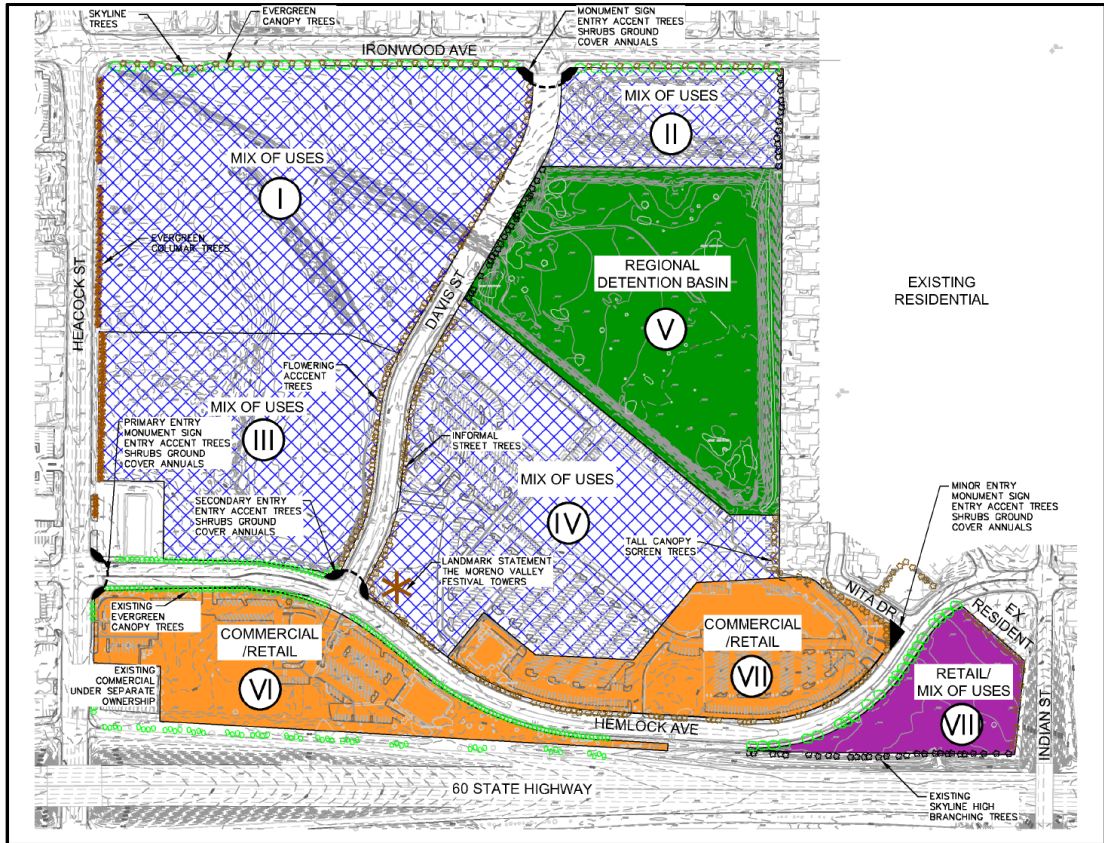 SKYLINE
TREES
EVERGREEN
CANOPY TREES
MONUMENT SIGN
ENTRY ACCENT TREES
SHRUBS GROUND
COVER ANNUALS
IRONWOOD AVE
MIX OF USES
II
MIX OF USES
I
HEACOCK ST.
EVERGREEN
COLUMAR TREES
DAVIS ST
REGIONAL
DETENTION BASIN
V
EXISTING
RESIDENTIAL
FLOWERING
ACCCENT
TREES
MIX OF USES
III
PRIMARY ENTRY
MONUMENT SIGN
ENTRY ACCENT TREES
SHRUBS GROUND
COVER ANNUALS
INFORMAL
STREET TREES
MIX OF USES
IV
SECONDARY ENTRY
ENTRY ACCENT TREES
SHRUBS GROUND
COVER ANNUALS
MINOR ENTRY
MONUMENT SIGN
ENTRY ACCENT TREES
SHRUBS GROUND
COVER ANNUALS
TALL CANOPY
SCREEN TREES
LANDMARK STATEMENT
THE MORENO VALLEY
FESTIVAL TOWERS
NITA DR.
EX
RESIDENT.
EXISTING
EVERGREEN
CANOPY TREES
COMMERCIAL
/RETAIL
VI
COMMERCIAL
/RETAIL
VII
RETAIL/
MIX OF USES
VII
EXISTING
COMMERCIAL
UNDER SEPARATE
OWNERSHIP
HEMLOCK AVE
INDIAN ST
60 STATE HIGHWAY
EXISTING
SKYLINE HIGH
BRANCHING TREES